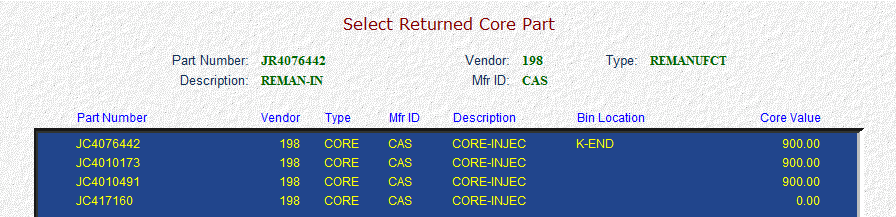 Select Returned Core Part
Part Number: JR4076442 Vendor: 198 Type: REMANUFCT
Description: REMAN-IN Mfr ID: CAS
Part Number Vendor Type Mfr ID Description Bin Location Core Value
JC4076442 198 CORE CAS CORE-INJEC K-END 900.00
JC4010173 198 CORE CAS CORE-INJEC 900.00
JC4010491 198 CORE CAS CORE-INJEC 900.00
JC417160 198 CORE CAS CORE-INJEC 0.00